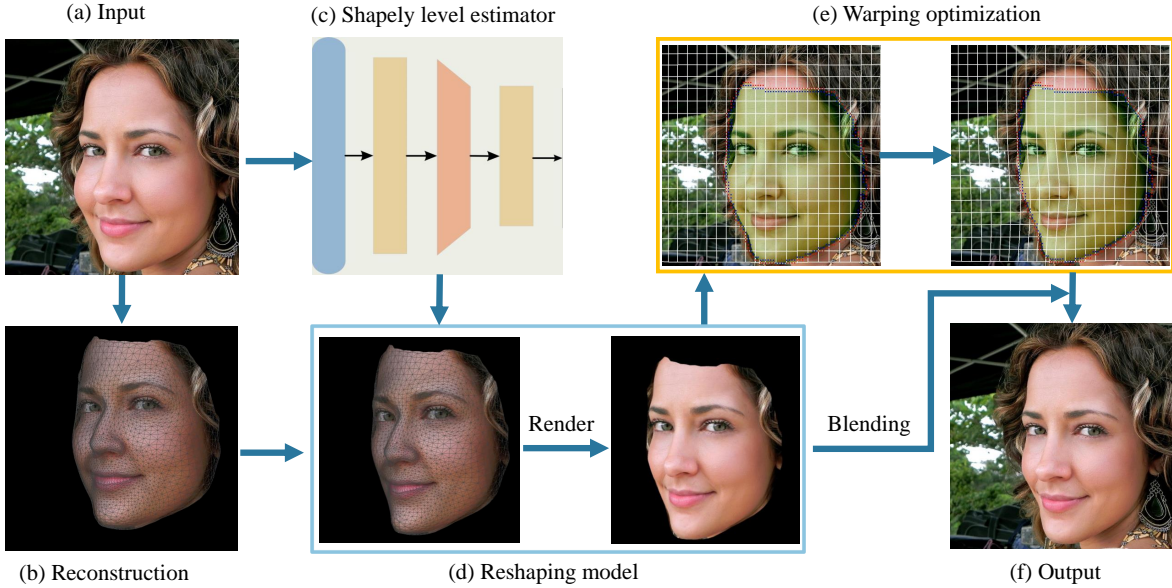 (a) Input
(c) Shapely level estimator
(e) Warping optimization
Render
Blending
(b) Reconstruction
(d) Reshaping model
(f) Output